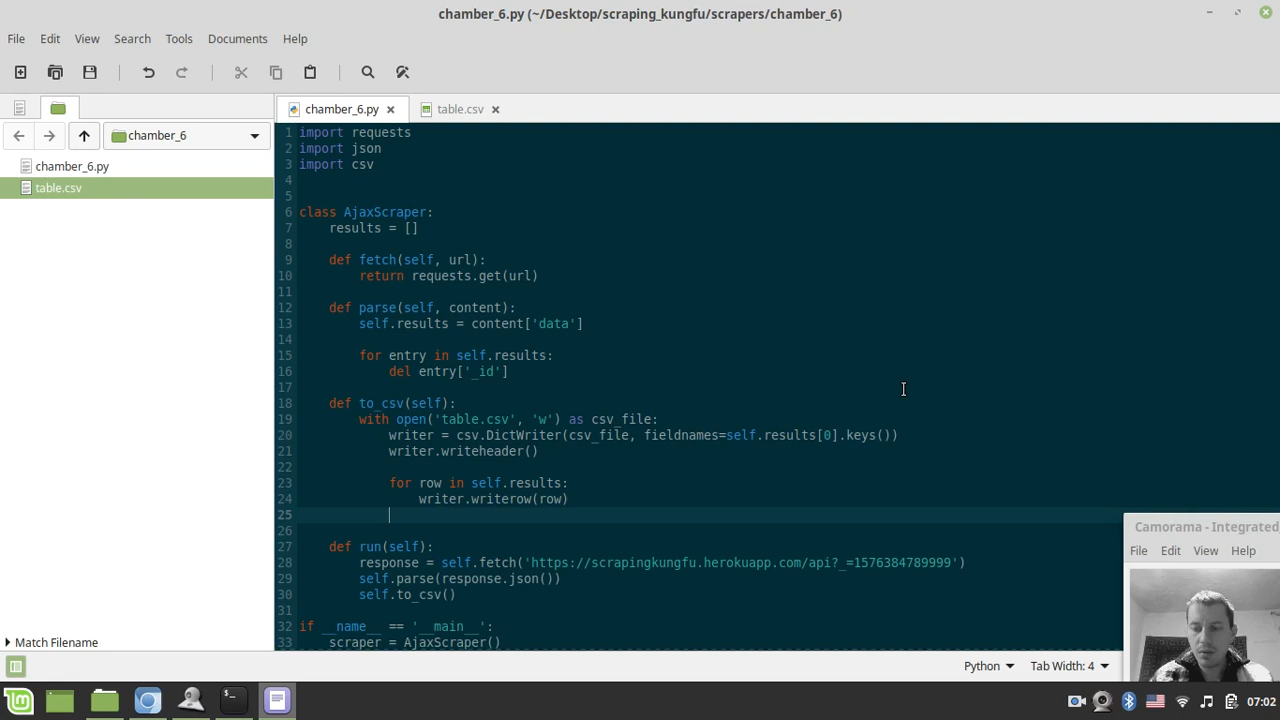 chamber_6.py (~/Desktop/scraping_kungfu/scrapers/chamber_6)
File Edit View Search Tools Documents Help
chamber_6.py table.csv
chamber_6
chamber_6.py
table.csv
1 import requests
2 import json
3 import csv
4
5
6 class AjaxScraper:
7 results = []
8
9 def fetch(self, url):
10 return requests.get(url)
11
12 def parse(self, content):
13 self.results = content['data']
14
15 for entry in self.results:
16 del entry['_id']
17
18 def to_csv(self):
19 with open('table.csv', 'w') as csv_file:
20 writer = csv.DictWriter(csv_file, fieldnames=self.results[0].keys())
21 writer.writeheader()
22
23 for row in self.results:
24 writer.writerow(row)
25
26
27 def run(self):
28 response = self.fetch('https://scrapingkungfu.herokuapp.com/api?_=1576384789999')
29 self.parse(response.json())
30 self.to_csv()
31
32 if __name__ == '__main__':
33 scraper = AjaxScraper()
Match Filename
Camorama - Integrated
File Edit View Help
Python Tab Width: 4
07:02